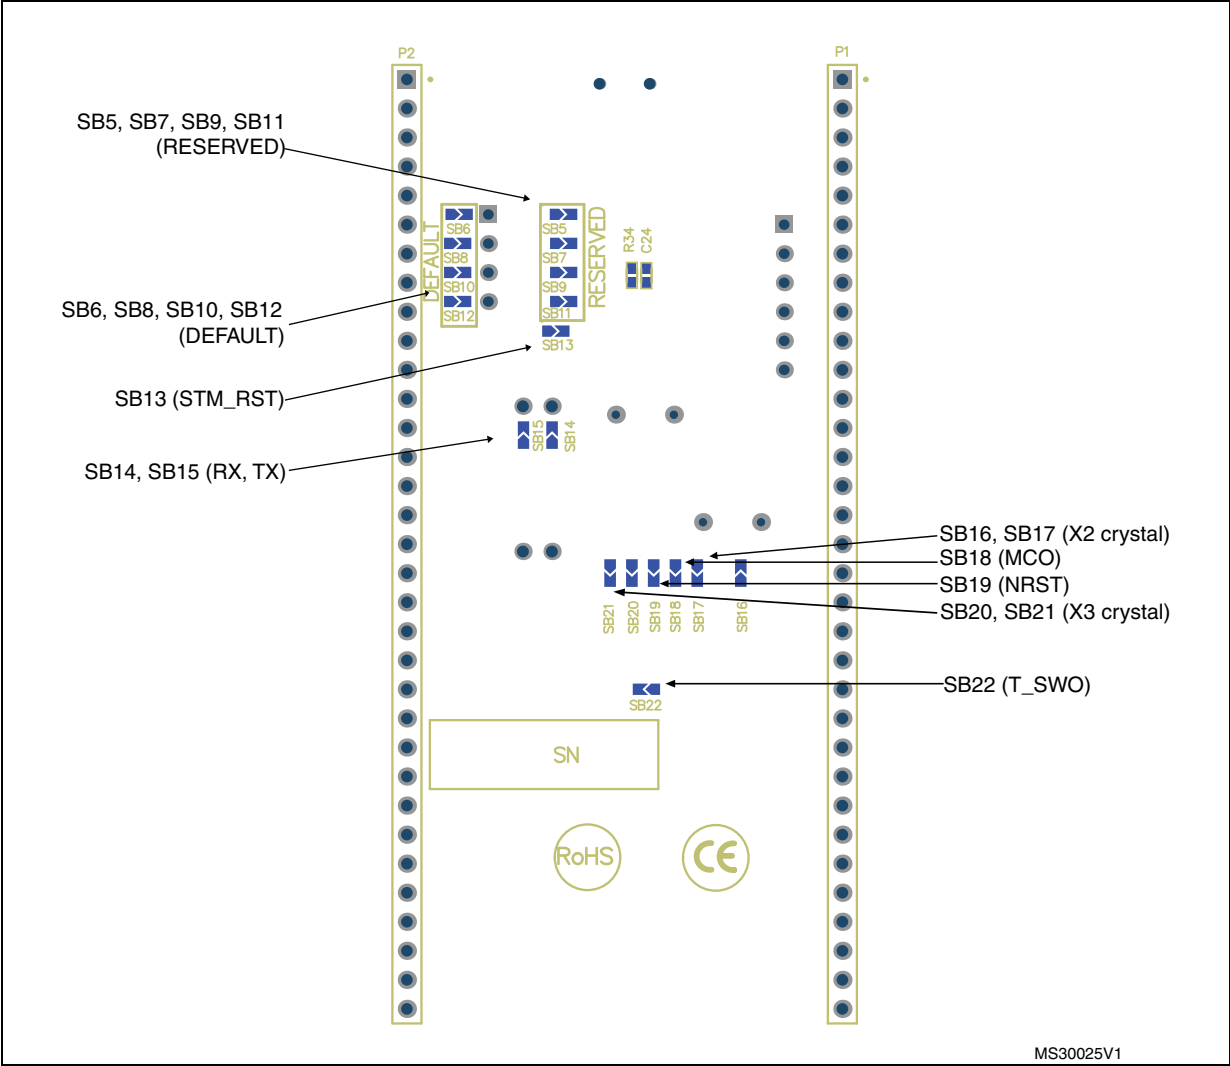 P2
P1
SB5, SB7, SB9, SB11
(RESERVED)
SB6
SB8
SB10
SB12
DEFAULT
SB5
SB7
SB9
SB11
RESERVED
R34
C24
SB6, SB8, SB10, SB12
(DEFAULT)
SB13
SB13 (STM_RST)
SB15
SB14
SB14, SB15 (RX, TX)
SB16, SB17 (X2 crystal)
SB18 (MCO)
SB19 (NRST)
SB20, SB21 (X3 crystal)
SB21
SB20
SB19
SB18
SB17
SB16
SB22 (T_SWO)
SB22
SN
RoHS
CE
MS30025V1